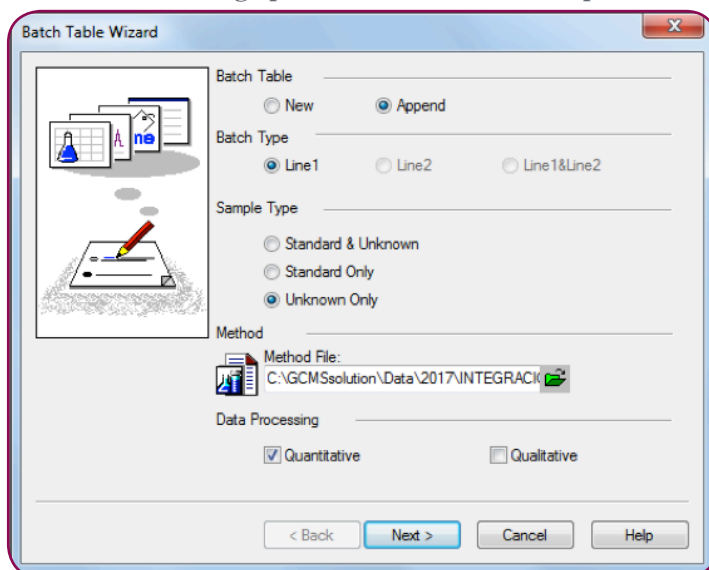 Batch Table Wizard
Batch Table
New Append
Batch Type
Line1 Line2 Line1&Line2
Sample Type
Standard & Unknown
Standard Only
Unknown Only
Method
Method File:
C:\GCMSsolution\Data\2017\INTEGRACI
Data Processing
Quantitative Qualitative
< Back Next > Cancel Help